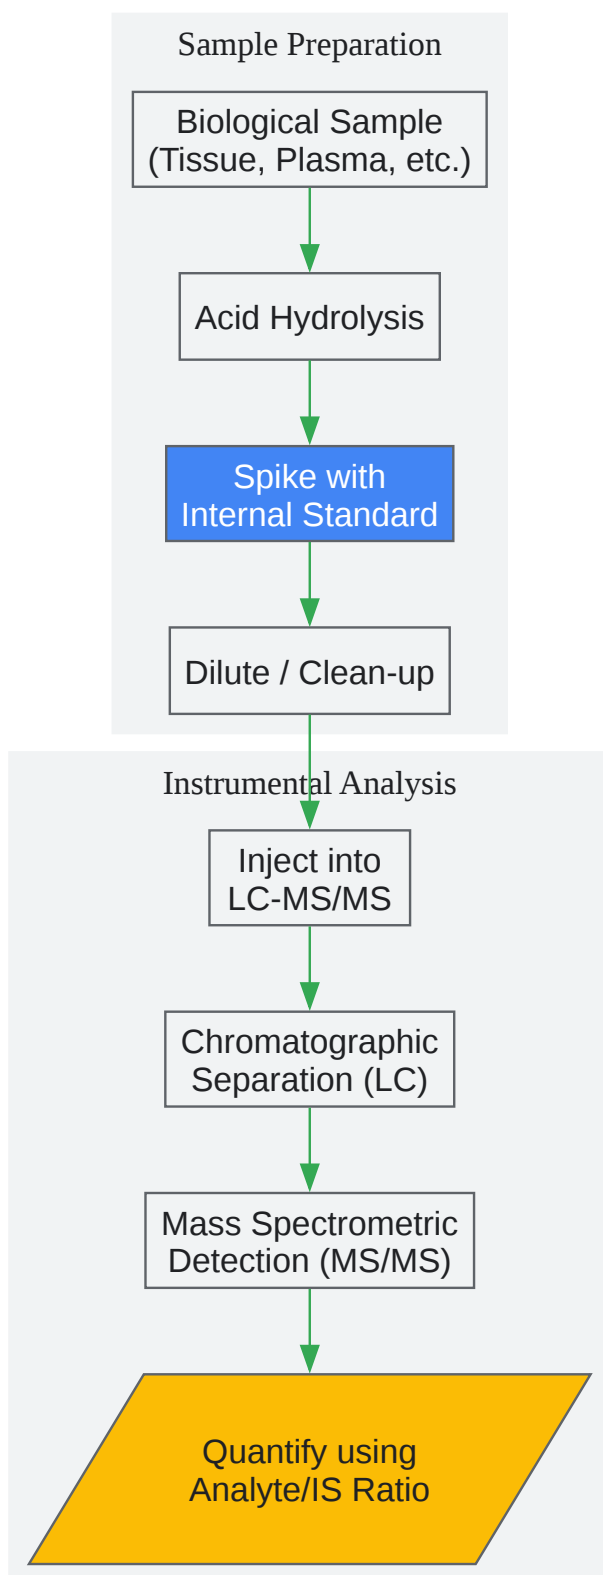 Sample Preparation
Biological Sample
(Tissue, Plasma, etc.)
Acid Hydrolysis
Spike with
Internal Standard
Dilute / Clean-up
Instrumental Analysis
Inject into
LC-MS/MS
Chromatographic
Separation (LC)
Mass Spectrometric
Detection (MS/MS)
Quantify using
Analyte/IS Ratio